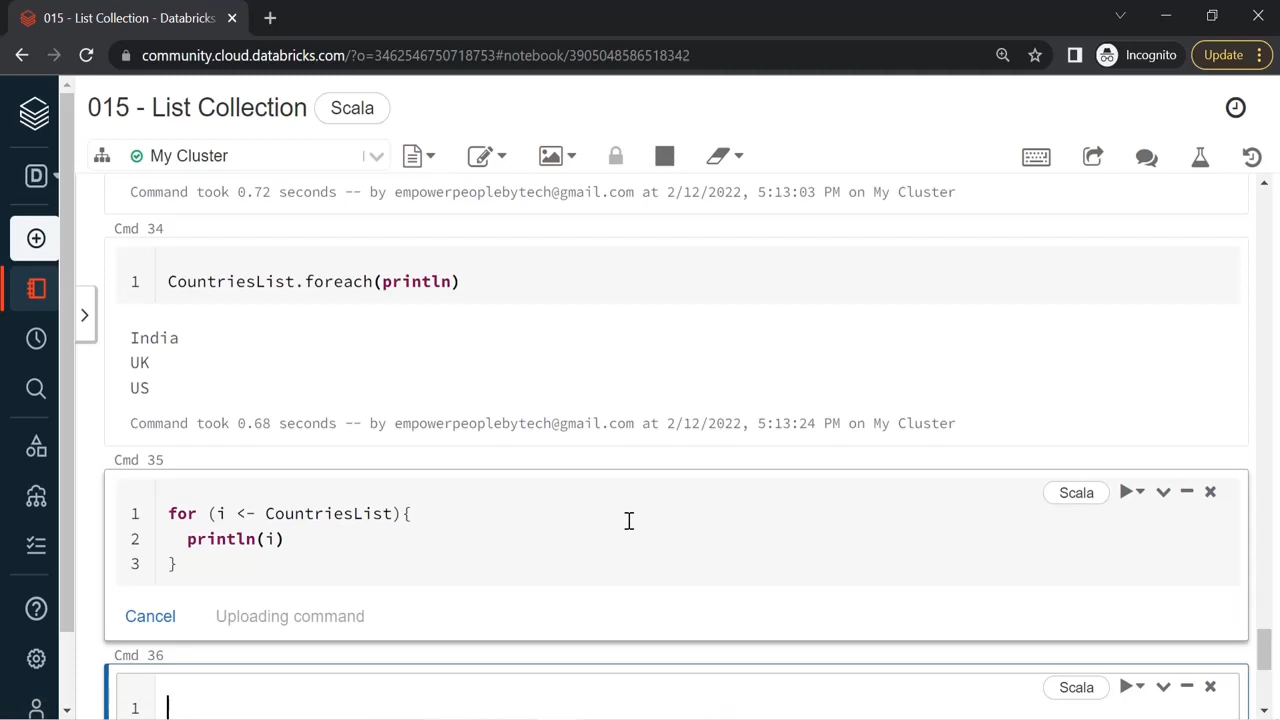 015 - List Collection - Databricks
community.cloud.databricks.com/?o=3462546750718753#notebook/3905048586518342
Incognito
Update
015 - List Collection
Scala
D
My Cluster
Command took 0.72 seconds -- by empowerpeoplebytech@gmail.com at 2/12/2022, 5:13:03 PM on My Cluster
Cmd 34
1 CountriesList.foreach(println)
India
UK
US
Command took 0.68 seconds -- by empowerpeoplebytech@gmail.com at 2/12/2022, 5:13:24 PM on My Cluster
Cmd 35
Scala
1 for (i <- CountriesList){
2 println(i)
3 }
Cancel Uploading command
Cmd 36
Scala
1